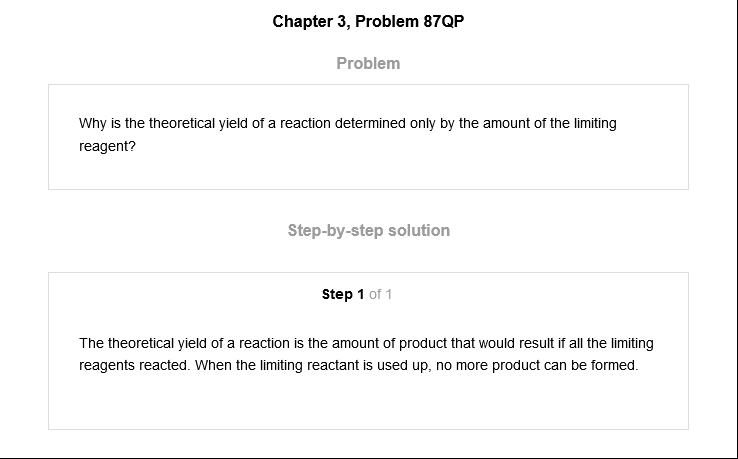 Chapter 3, Problem 87QP
Problem
Why is the theoretical yield of a reaction determined only by the amount of the limiting
reagent?
Step-by-step solution
Step 1 of 1
The theoretical yield of a reaction is the amount of product that would result if all the limiting
reagents reacted. When the limiting reactant is used up, no more product can be formed.